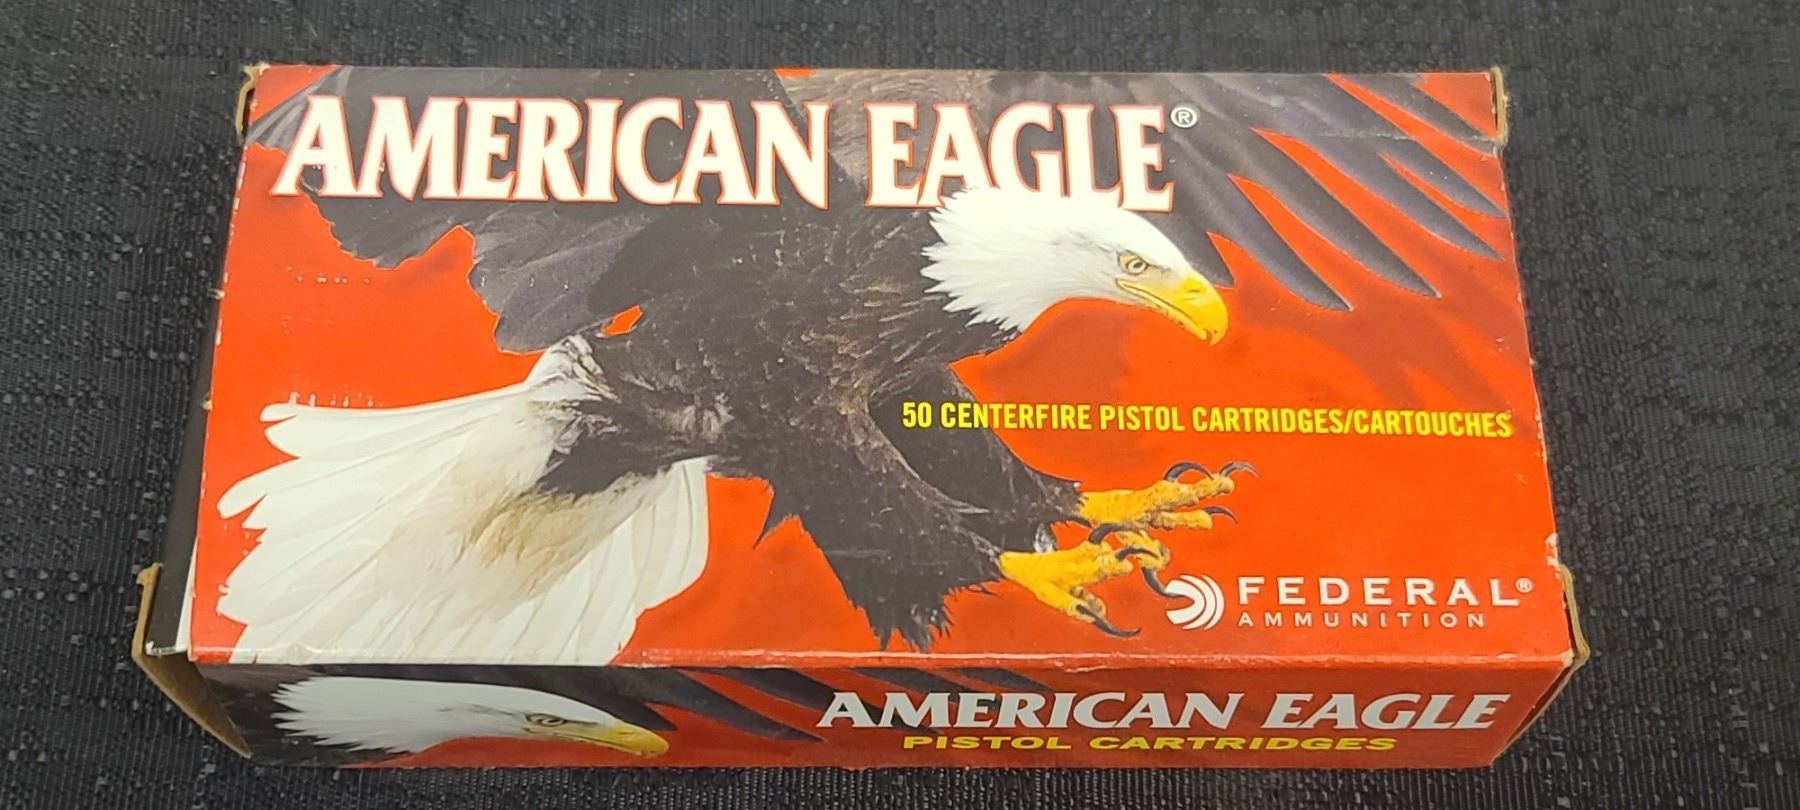 AMERICAN EAGLE®
50 CENTERFIRE PISTOL CARTRIDGES/CARTOUCHES
FEDERAL®
AMMUNITION
AMERICAN EAGLE
PISTOL CARTRIDGES